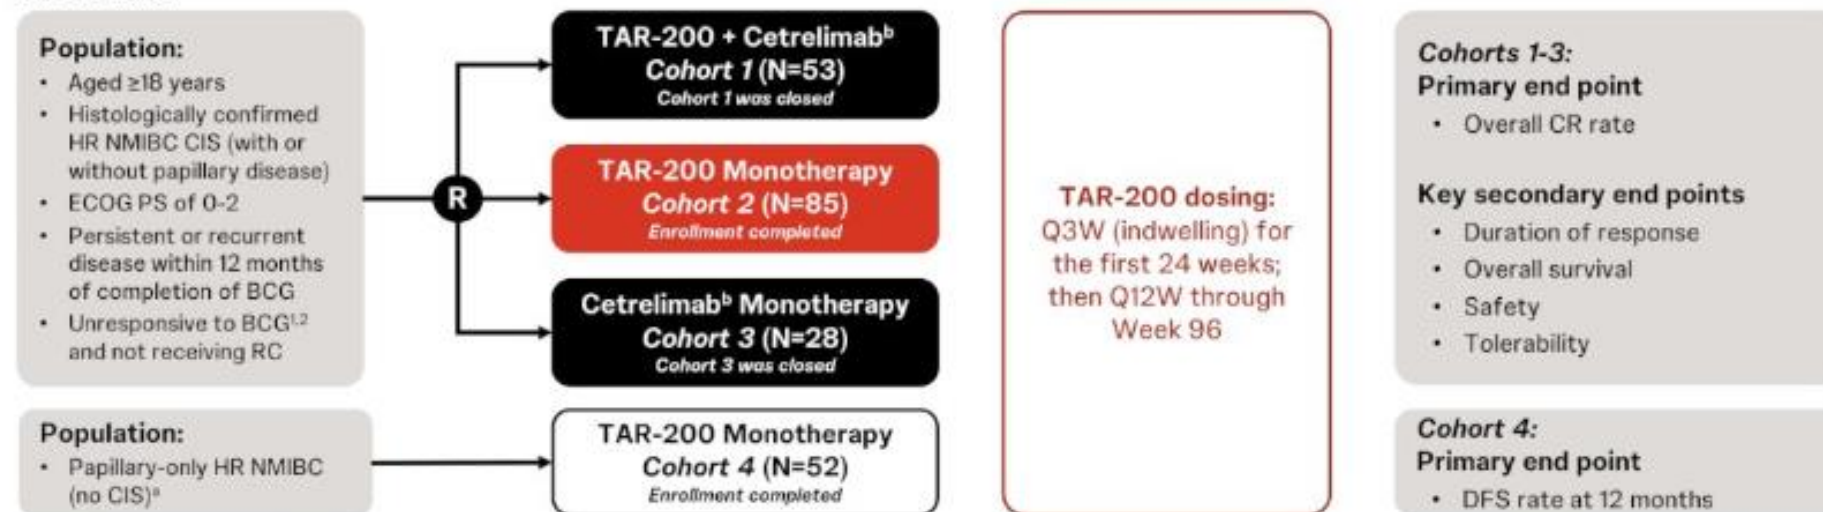 Population:
• Aged ≥18 years
• Histologically confirmed
HR NMIBC CIS (with or
without papillary disease)
• ECOG PS of 0-2
• Persistent or recurrent
disease within 12 months
of completion of BCG
• Unresponsive to BCG¹,²
and not receiving RC
R
TAR-200 + Cetrelimabᵇ
Cohort 1 (N=53)
Cohort 1 was closed
TAR-200 Monotherapy
Cohort 2 (N=85)
Enrollment completed
Cetrelimabᵇ Monotherapy
Cohort 3 (N=28)
Cohort 3 was closed
TAR-200 dosing:
Q3W (indwelling) for
the first 24 weeks;
then Q12W through
Week 96
Cohorts 1-3:
Primary end point
• Overall CR rate
Key secondary end points
• Duration of response
• Overall survival
• Safety
• Tolerability
Population:
• Papillary-only HR NMIBC
(no CIS)ᵃ
TAR-200 Monotherapy
Cohort 4 (N=52)
Enrollment completed
Cohort 4:
Primary end point
• DFS rate at 12 months